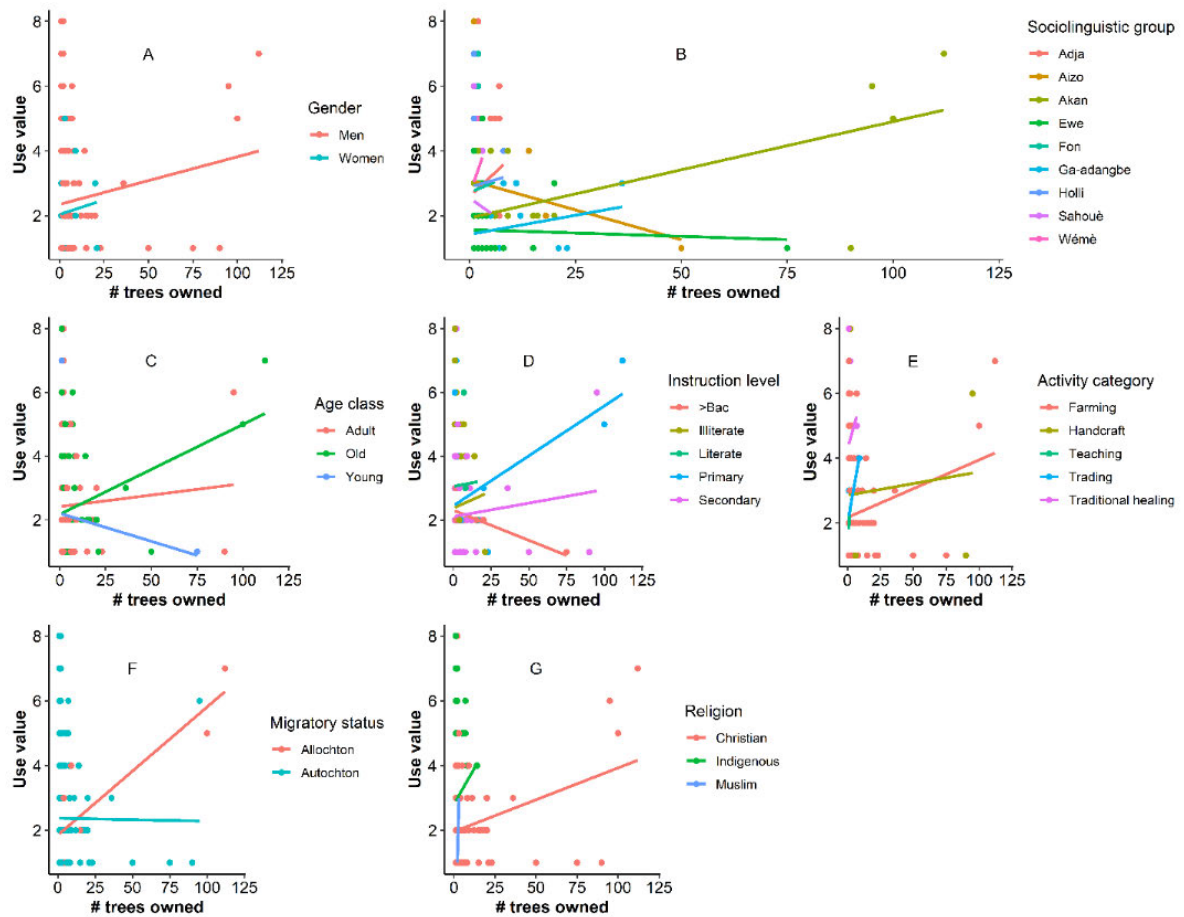 A
Use value
8
6
4
2
0 25 50 75 100 125
# trees owned
Gender
Men
Women
B
Use value
8
6
4
2
0 25 50 75 100 125
# trees owned
Sociolinguistic group
Adja
Aizo
Akan
Ewe
Fon
Ga-adangbe
Holli
Sahouè
Wémè
C
Use value
8
6
4
2
0 25 50 75 100 125
# trees owned
Age class
Adult
Old
Young
D
Use value
8
6
4
2
0 25 50 75 100 125
# trees owned
Instruction level
>Bac
Illiterate
Literate
Primary
Secondary
E
Use value
8
6
4
2
0 25 50 75 100 125
# trees owned
Activity category
Farming
Handcraft
Teaching
Trading
Traditional healing
F
Use value
8
6
4
2
0 25 50 75 100 125
# trees owned
Migratory status
Allochton
Autochton
G
Use value
8
6
4
2
0 25 50 75 100 125
# trees owned
Religion
Christian
Indigenous
Muslim